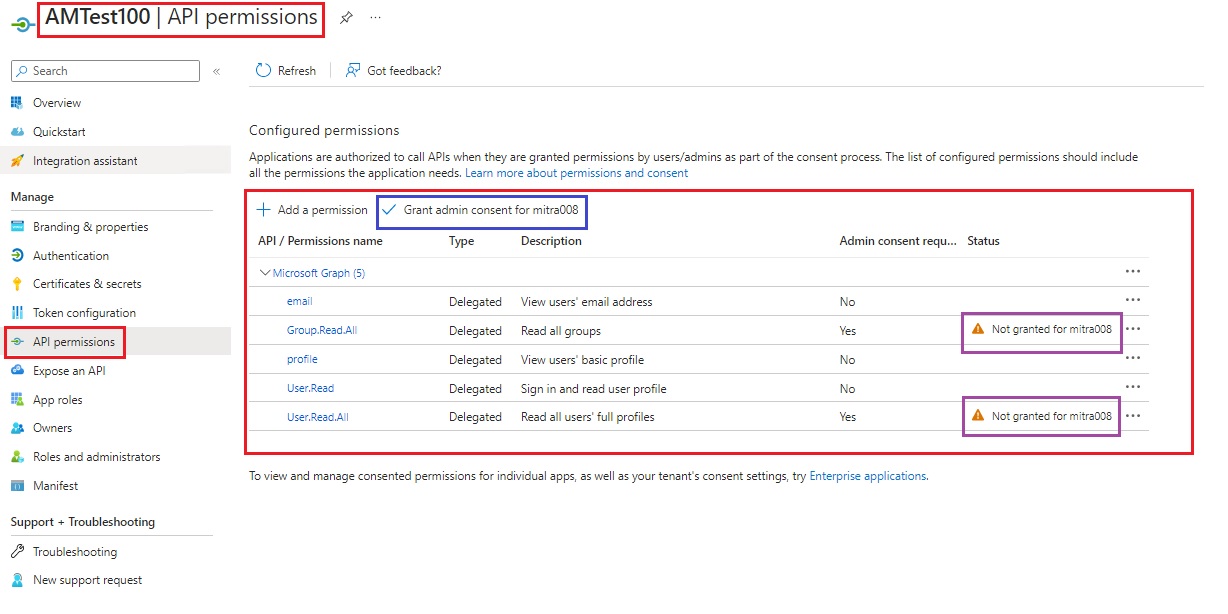 AMTest100 | API permissions
Search
«
Refresh
Got feedback?
Overview
Quickstart
Integration assistant
Manage
Branding & properties
Authentication
Certificates & secrets
Token configuration
API permissions
Expose an API
App roles
Owners
Roles and administrators
Manifest
Support + Troubleshooting
Troubleshooting
New support request
Configured permissions
Applications are authorized to call APIs when they are granted permissions by users/admins as part of the consent process. The list of configured permissions should include
all the permissions the application needs. Learn more about permissions and consent
Add a permission Grant admin consent for mitra008
API / Permissions name Type Description Admin consent requ... Status
Microsoft Graph (5)
email Delegated View users' email address No
Group.Read.All Delegated Read all groups Yes Not granted for mitra008
profile Delegated View users' basic profile No
User.Read Delegated Sign in and read user profile No
User.Read.All Delegated Read all users' full profiles Yes Not granted for mitra008
To view and manage consented permissions for individual apps, as well as your tenant's consent settings, try Enterprise applications.